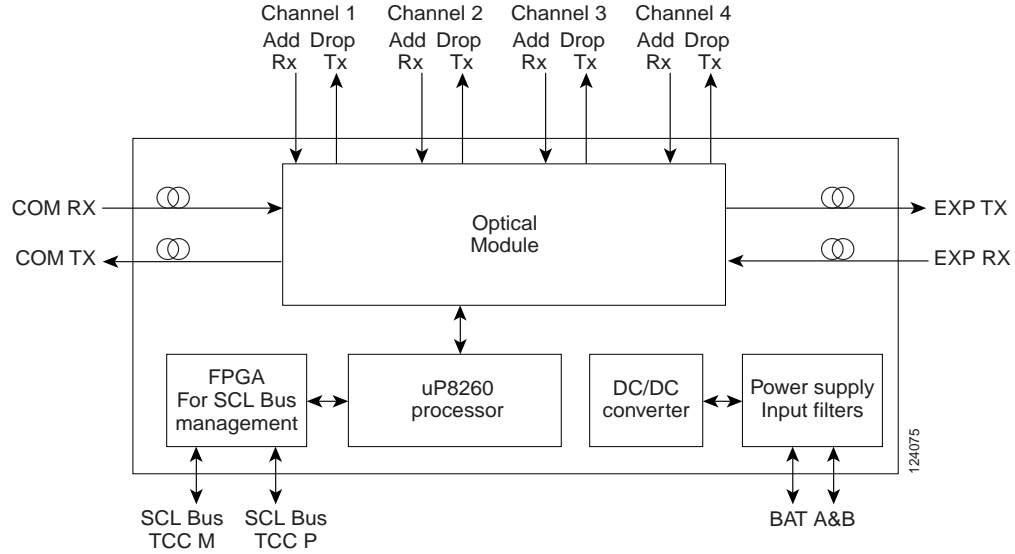 Channel 1 Channel 2 Channel 3 Channel 4
Add Drop Add Drop Add Drop Add Drop
Rx Tx Rx Tx Rx Tx Rx Tx
COM RX
COM TX
Optical
Module
EXP TX
EXP RX
FPGA
For SCL Bus
management
uP8260
processor
DC/DC
converter
Power supply
Input filters
124075
SCL Bus
TCC M
SCL Bus
TCC P
BAT A&B